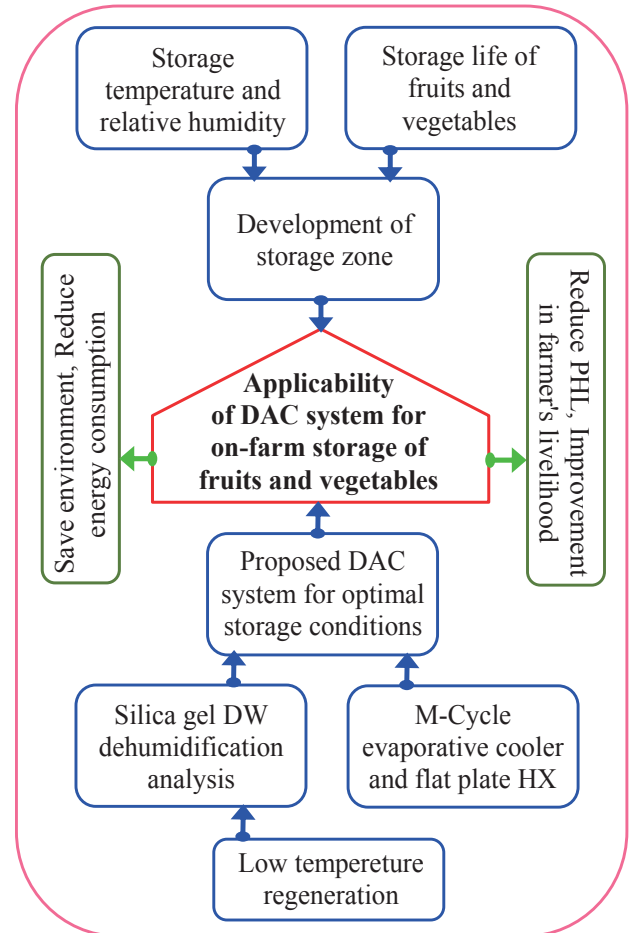 Storage
temperature and
relative humidity
Storage life of
fruits and
vegetables
Development of
storage zone
Save environment, Reduce
energy consumption
Applicability
of DAC system for
on-farm storage of
fruits and vegetables
Reduce PHL, Improvement
in farmer's livelihood
Proposed DAC
system for optimal
storage conditions
Silica gel DW
dehumidification
analysis
M-Cycle
evaporative cooler
and flat plate HX
Low tempereture
regeneration